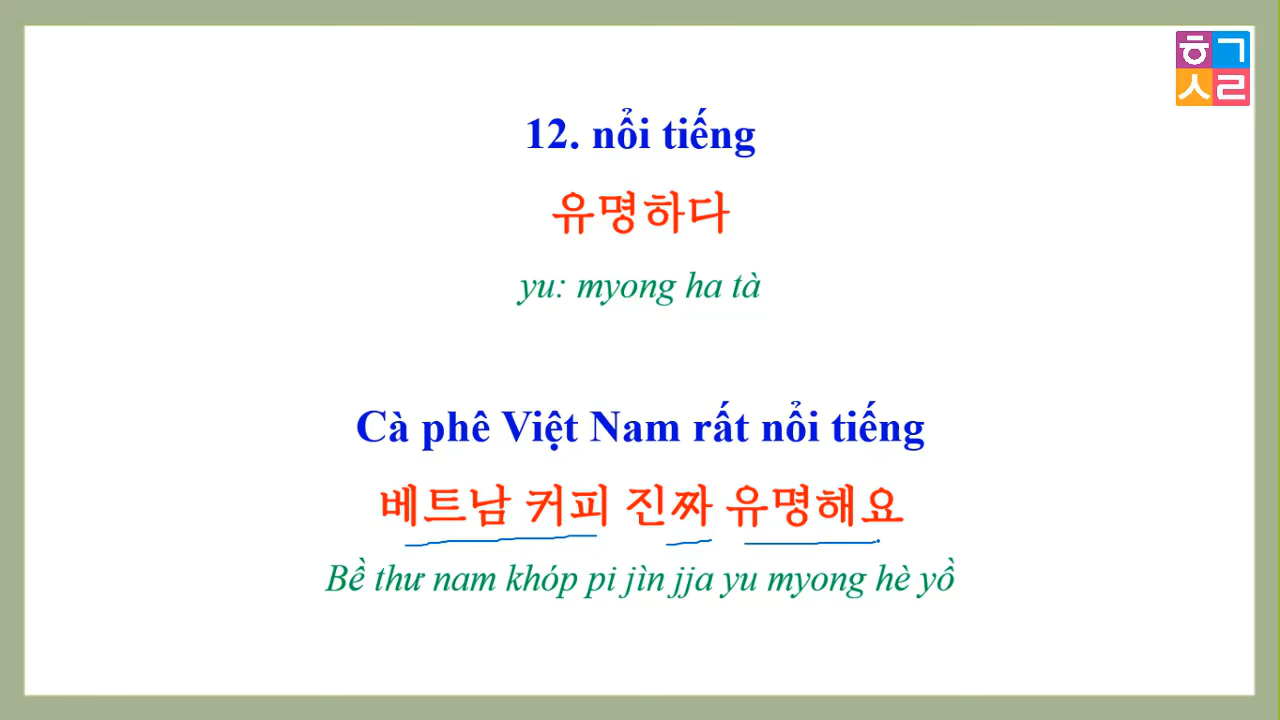 ㅎㄱ
ㅅㄹ
12. nổi tiếng
유명하다
yu: myong ha tà
Cà phê Việt Nam rất nổi tiếng
베트남 커피 진짜 유명해요
Bề thư nam khóp pi jìn jja yu myong hè yồ